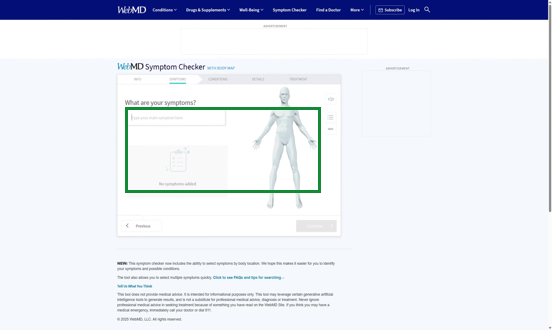 WebMD Conditions Drugs & Supplements Well-Being Symptom Checker Find a Doctor More Subscribe Log In
ADVERTISEMENT
WebMD Symptom Checker WITH BODY MAP
ADVERTISEMENT
INFO SYMPTOMS CONDITIONS DETAILS TREATMENT
What are your symptoms?
Type your main symptom here
No symptoms added
Previous
NEW: This symptom checker now includes the ability to select symptoms by body location. We hope this makes it easier for you to identify
your symptoms and possible conditions.
The tool also allows you to select multiple symptoms quickly. Click to see FAQs and tips for searching ›
Tell Us What You Think
This tool does not provide medical advice. It is intended for informational purposes only. This tool may leverage certain generative artificial
intelligence tools to generate results, and is not a substitute for professional medical advice, diagnosis or treatment. Never ignore
professional medical advice in seeking treatment because of something you have read on the WebMD Site. If you think you may have a
medical emergency, immediately call your doctor or dial 911.
© 2025 WebMD, LLC. All rights reserved.